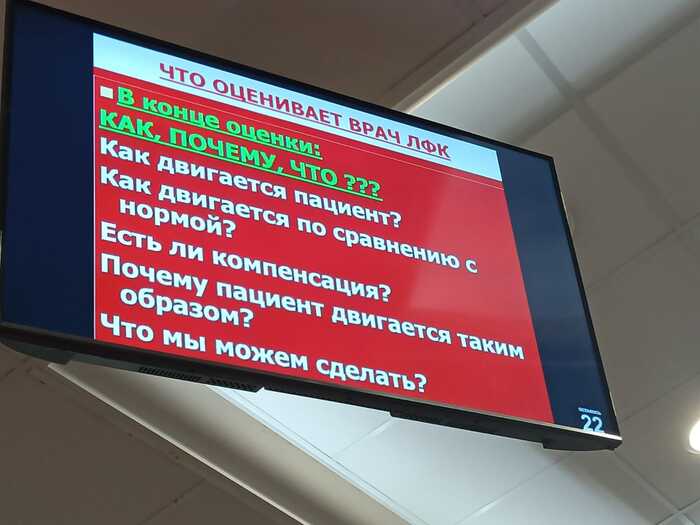 ЧТО ОЦЕНИВАЕТ ВРАЧ ЛФК
В конце оценки:
КАК, ПОЧЕМУ, ЧТО ???
Как двигается пациент?
Как двигается по сравнению с
нормой?
Есть ли компенсация?
Почему пациент двигается таким
образом?
Что мы можем сделать?
22